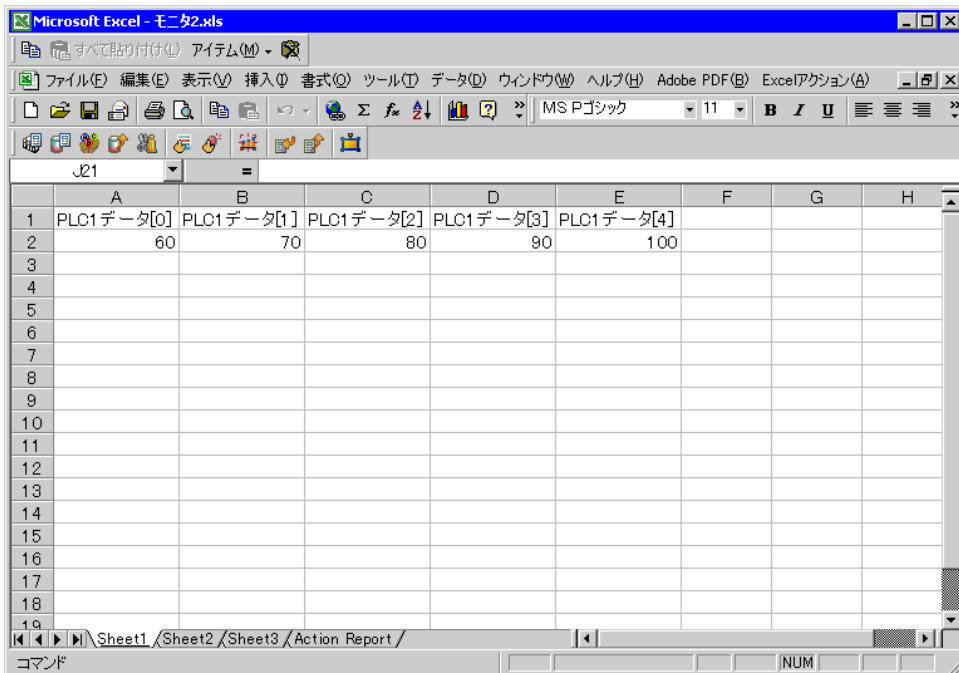 Microsoft Excel - モニタ2.xls
すべて貼り付け(L) アイテム(M)
ファイル(F) 編集(E) 表示(V) 挿入(I) 書式(O) ツール(T) データ(D) ウィンドウ(W) ヘルプ(H) Adobe PDF(B) Excelアクション(A)
MS Pゴシック 11 B I U
J21 =
A B C D E F G H
1 PLC1データ[0] PLC1データ[1] PLC1データ[2] PLC1データ[3] PLC1データ[4]
2 60 70 80 90 100
3
4
5
6
7
8
9
10
11
12
13
14
15
16
17
18
19
Sheet1 Sheet2 Sheet3 Action Report
コマンド NUM